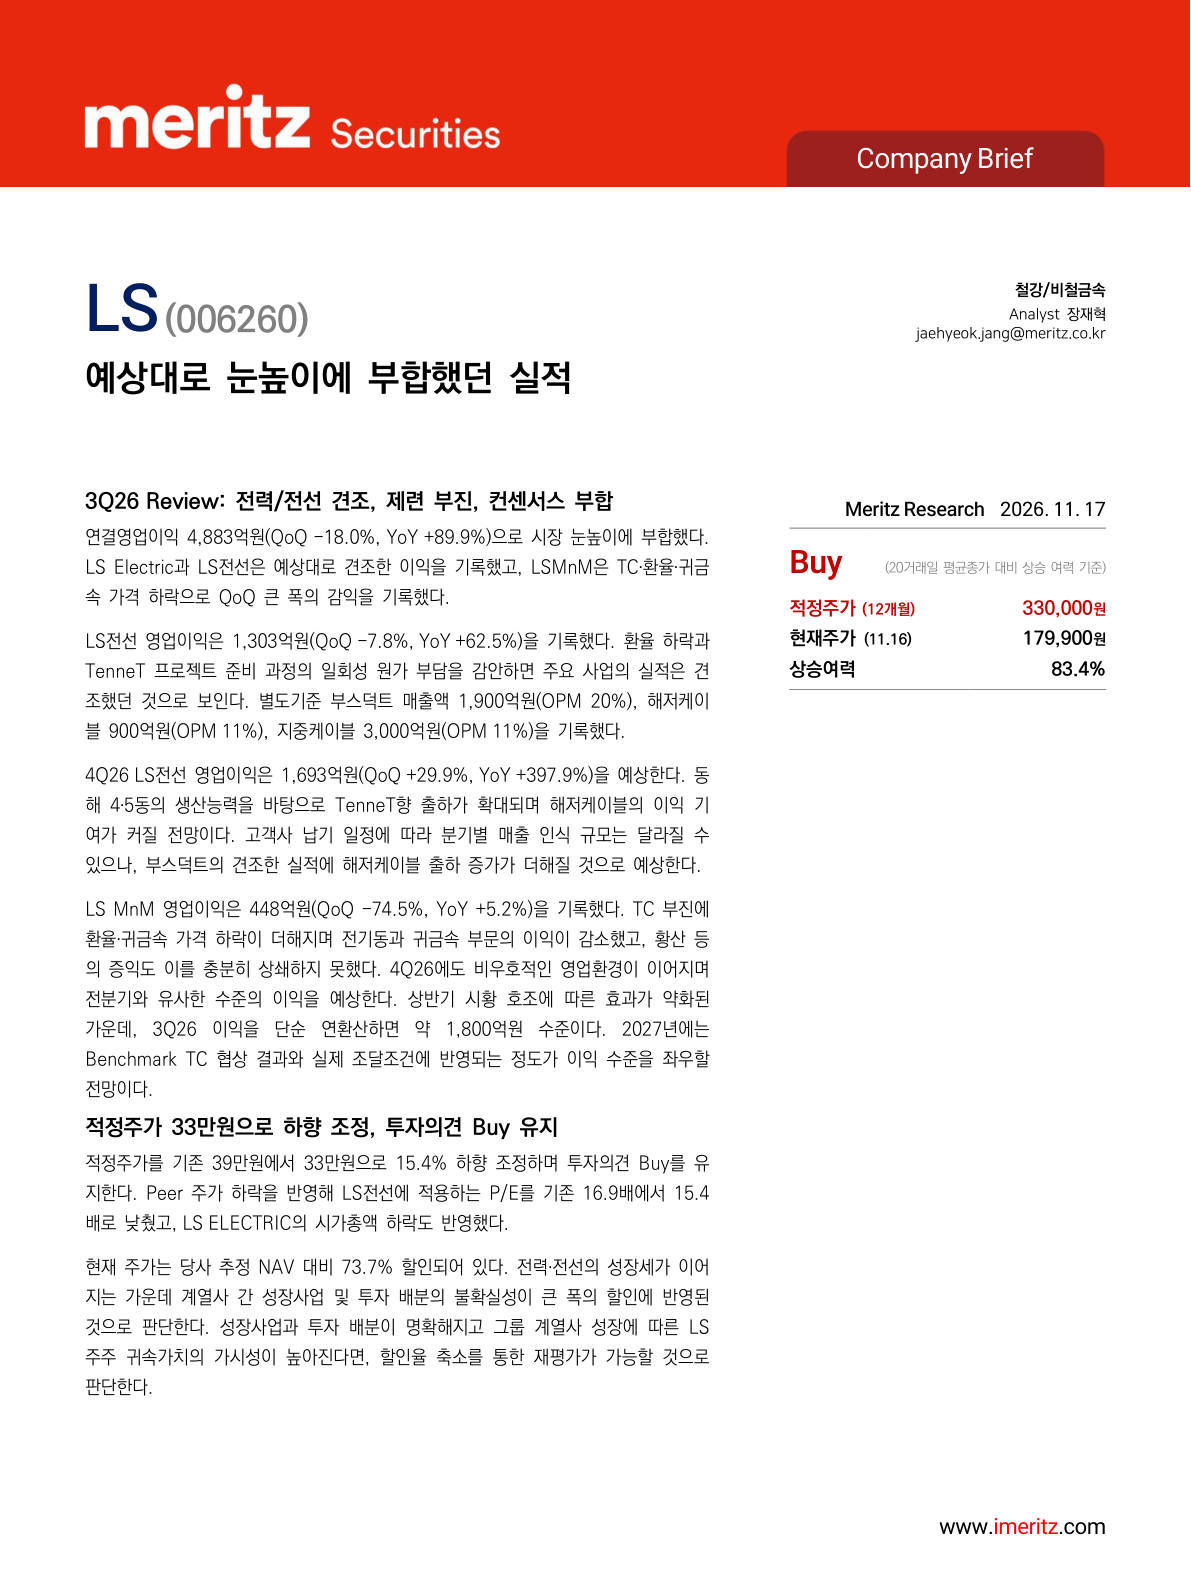 meritz Securities
Company Brief
LS(006260)
예상대로 눈높이에 부합했던 실적
철강/비철금속
Analyst 장재혁
jaehyeok.jang@meritz.co.kr
3Q26 Review: 전력/전선 견조, 제련 부진, 컨센서스 부합
연결영업이익 4,883억원(QoQ -18.0%, YoY +89.9%)으로 시장 눈높이에 부합했다.
LS Electric과 LS전선은 예상대로 견조한 이익을 기록했고, LSMnM은 TC·환율·귀금
속 가격 하락으로 QoQ 큰 폭의 감익을 기록했다.
LS전선 영업이익은 1,303억원(QoQ -7.8%, YoY +62.5%)을 기록했다. 환율 하락과
TenneT 프로젝트 준비 과정의 일회성 원가 부담을 감안하면 주요 사업의 실적은 견
조했던 것으로 보인다. 별도기준 부스덕트 매출액 1,900억원(OPM 20%), 해저케이
블 900억원(OPM 11%), 지중케이블 3,000억원(OPM 11%)을 기록했다.
4Q26 LS전선 영업이익은 1,693억원(QoQ +29.9%, YoY +397.9%)을 예상한다. 동
해 4·5동의 생산능력을 바탕으로 TenneT향 출하가 확대되며 해저케이블의 이익 기
여가 커질 전망이다. 고객사 납기 일정에 따라 분기별 매출 인식 규모는 달라질 수
있으나, 부스덕트의 견조한 실적에 해저케이블 출하 증가가 더해질 것으로 예상한다.
LS MnM 영업이익은 448억원(QoQ -74.5%, YoY +5.2%)을 기록했다. TC 부진에
환율·귀금속 가격 하락이 더해지며 전기동과 귀금속 부문의 이익이 감소했고, 황산 등
의 증익도 이를 충분히 상쇄하지 못했다. 4Q26에도 비우호적인 영업환경이 이어지며
전분기와 유사한 수준의 이익을 예상한다. 상반기 시황 호조에 따른 효과가 약화된
가운데, 3Q26 이익을 단순 연환산하면 약 1,800억원 수준이다. 2027년에는
Benchmark TC 협상 결과와 실제 조달조건에 반영되는 정도가 이익 수준을 좌우할
전망이다.
적정주가 33만원으로 하향 조정, 투자의견 Buy 유지
적정주가를 기존 39만원에서 33만원으로 15.4% 하향 조정하며 투자의견 Buy를 유
지한다. Peer 주가 하락을 반영해 LS전선에 적용하는 P/E를 기존 16.9배에서 15.4
배로 낮췄고, LS ELECTRIC의 시가총액 하락도 반영했다.
현재 주가는 당사 추정 NAV 대비 73.7% 할인되어 있다. 전력·전선의 성장세가 이어
지는 가운데 계열사 간 성장사업 및 투자 배분의 불확실성이 큰 폭의 할인에 반영된
것으로 판단한다. 성장사업과 투자 배분이 명확해지고 그룹 계열사 성장에 따른 LS
주주 귀속가치의 가시성이 높아진다면, 할인율 축소를 통한 재평가가 가능할 것으로
판단한다.
Meritz Research 2026. 11. 17
Buy (20거래일 평균종가 대비 상승 여력 기준)
적정주가 (12개월) 330,000원
현재주가 (11.16) 179,900원
상승여력 83.4%
www.imeritz.com